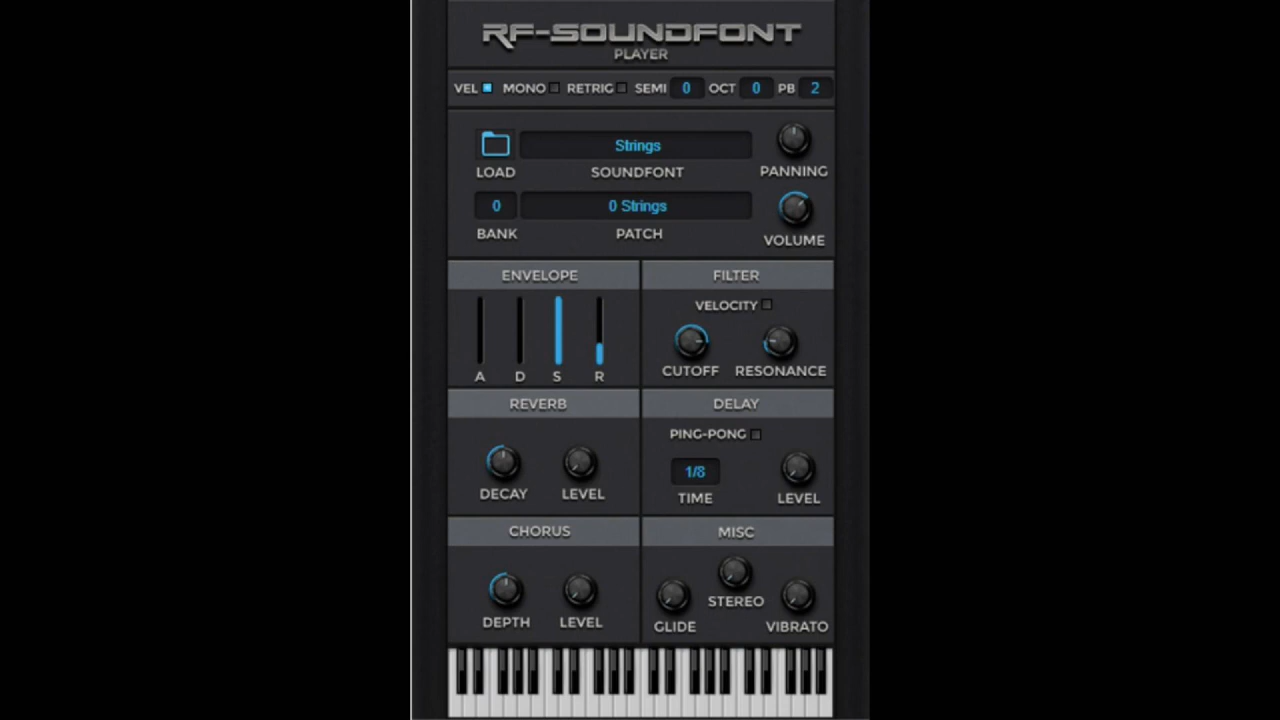 RF-SOUNDFONT
PLAYER
VEL MONO RETRIG SEMI 0 OCT 0 PB 2
Strings
LOAD SOUNDFONT PANNING
0 0 Strings
BANK PATCH VOLUME
ENVELOPE FILTER
VELOCITY
A D S R CUTOFF RESONANCE
REVERB DELAY
PING-PONG
1/8
DECAY LEVEL TIME LEVEL
CHORUS MISC
STEREO
DEPTH LEVEL GLIDE VIBRATO